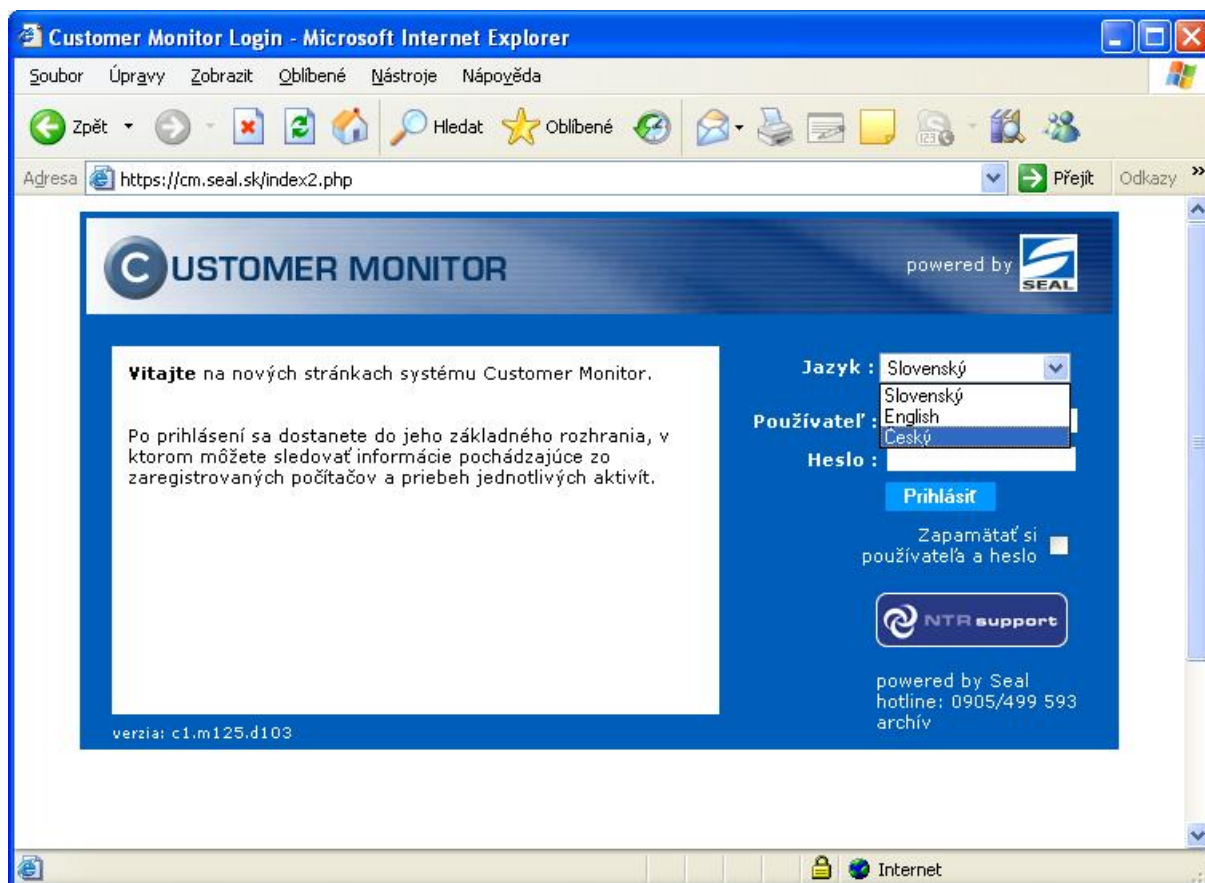 Customer Monitor Login - Microsoft Internet Explorer
Soubor Úpravy Zobrazit Oblíbené Nástroje Nápověda
Zpět Hledat Oblíbené
Adresa https://cm.seal.sk/index2.php Přejít Odkazy »
CUSTOMER MONITOR
powered by
SEAL
Vitajte na nových stránkach systému Customer Monitor.
Po prihlásení sa dostanete do jeho základného rozhrania, v
ktorom môžete sledovať informácie pochádzajúce zo
zaregistrovaných počítačov a priebeh jednotlivých aktivít.
Jazyk : Slovenský
Slovenský
English
Český
Používateľ :
Heslo :
Prihlásiť
Zapamätať si
používateľa a heslo
NTR support
powered by Seal
hotline: 0905/499 593
archív
verzia: c1.m125.d103
Internet